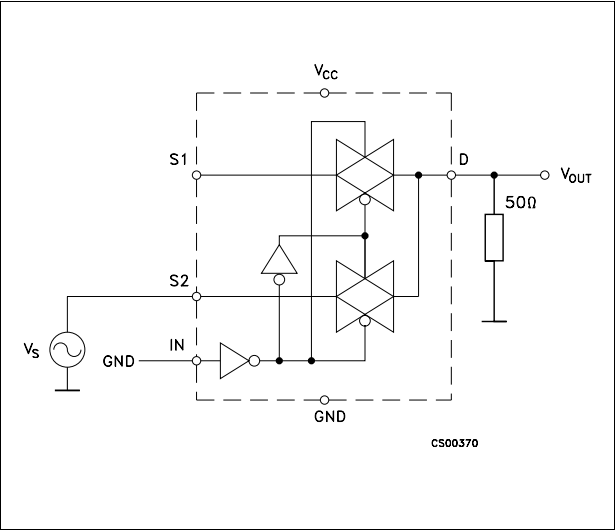 VCC
S1
D
VOUT
50Ω
S2
VS
IN
GND
GND
CS00370